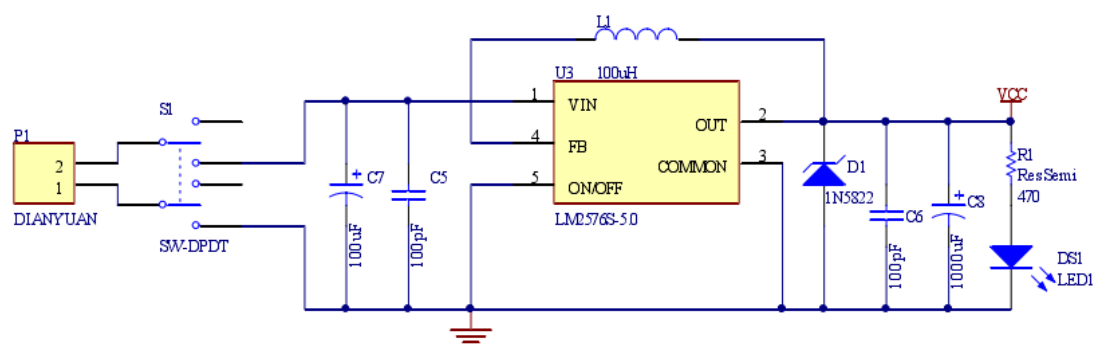 L1
U3 100uH
S1
1 VIN
VCC
P1
2 OUT
4 FB
R1
2
COMMON 3
ResSemi
1
C7
C5
5 ON/OFF
D1
470
1N5822
C6
C8
DIANYUAN
LM2576S-5.0
SW-DPDT
100uF
100pF
100pF
1000uF
DS1
LED1